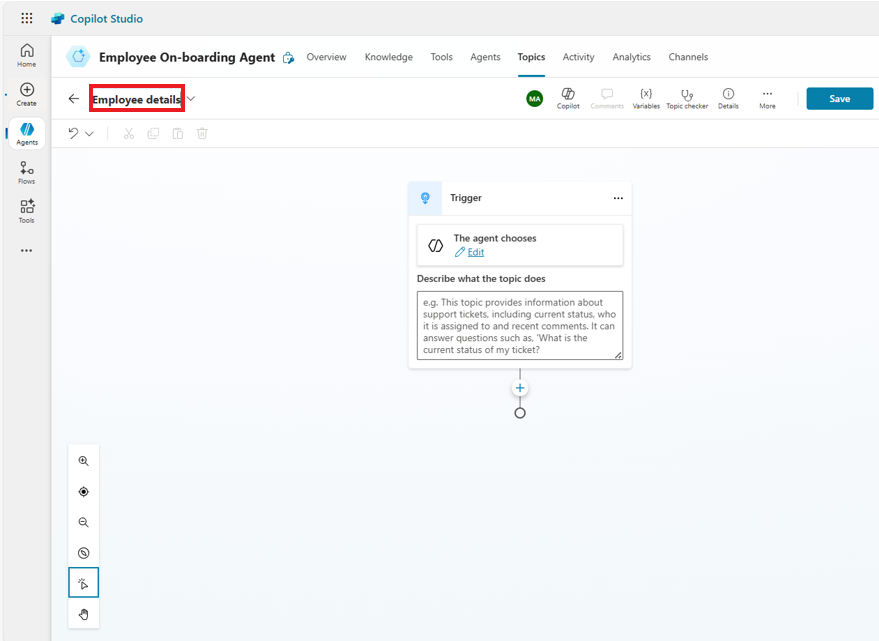 Copilot Studio
Home
Create
Agents
Flows
Tools
Employee On-boarding Agent
Overview
Knowledge
Tools
Agents
Topics
Activity
Analytics
Channels
Employee details
MA
Copilot
Comments
{x}
Variables
Topic checker
Details
More
Save
Trigger
The agent chooses
Edit
Describe what the topic does
e.g. This topic provides information about
support tickets, including current status, who
it is assigned to and recent comments. It can
answer questions such as, 'What is the
current status of my ticket?